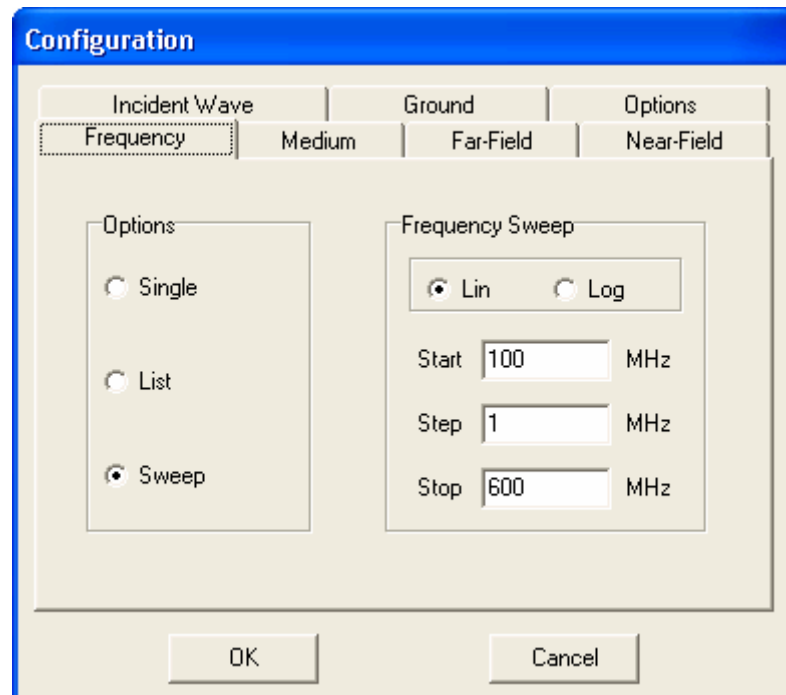 Configuration
Incident Wave Ground Options
Frequency Medium Far-Field Near-Field
Options
Single
List
Sweep
Frequency Sweep
Lin Log
Start 100 MHz
Step 1 MHz
Stop 600 MHz
OK Cancel